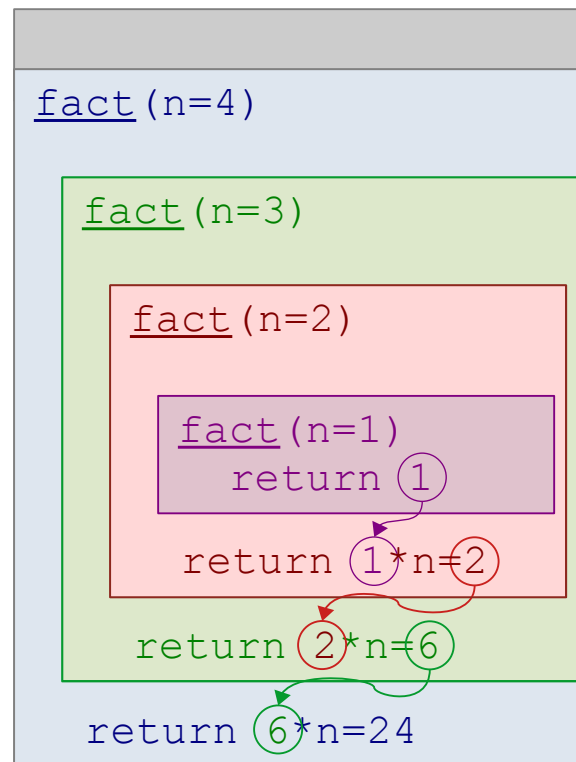 fact(n=4)
fact(n=3)
fact(n=2)
fact(n=1)
return 1
return 1*n=2
return 2*n=6
return 6*n=24